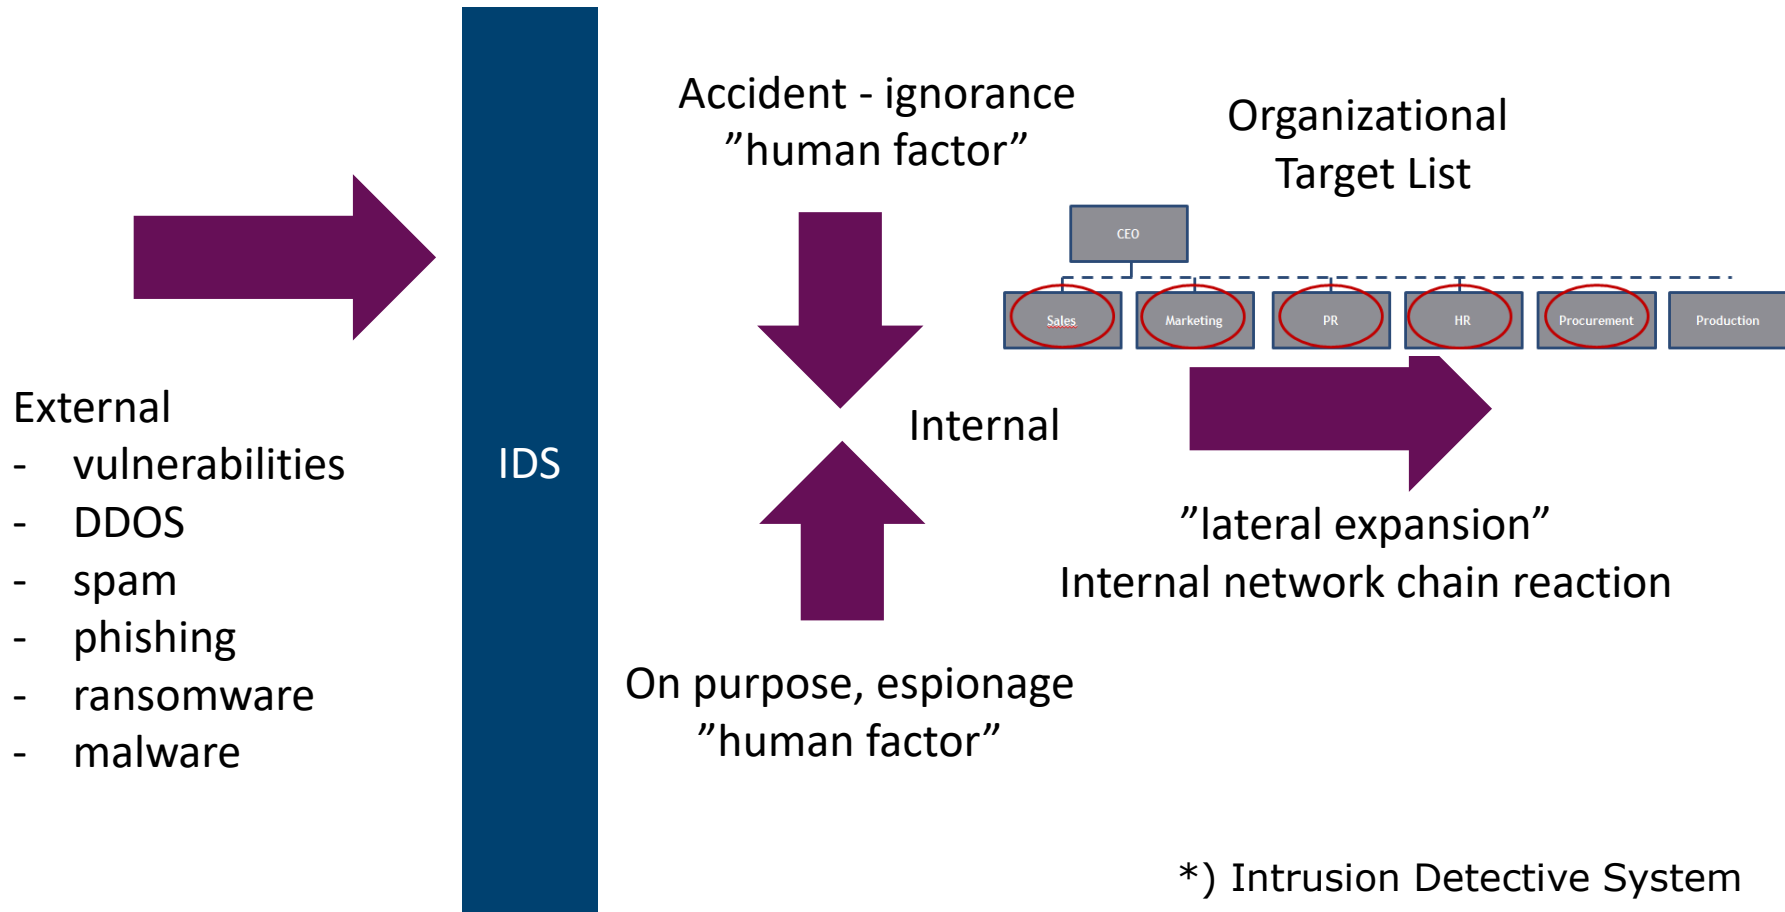 External
- vulnerabilities
- DDOS
- spam
- phishing
- ransomware
- malware
IDS
Accident - ignorance
”human factor”
Internal
On purpose, espionage
”human factor”
Organizational
Target List
CEO
Sales
Marketing
PR
HR
Procurement
Production
”lateral expansion”
Internal network chain reaction
*) Intrusion Detective System